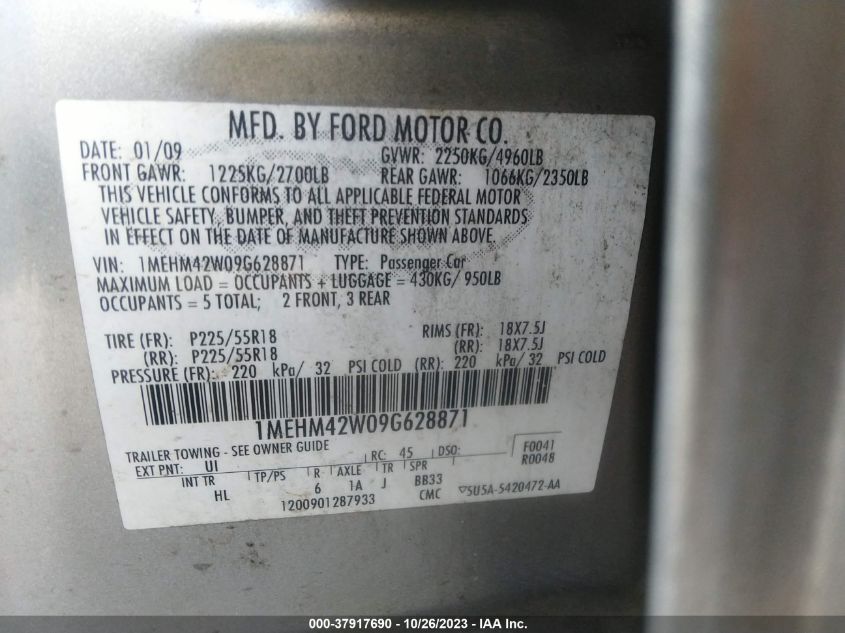 MFD. BY FORD MOTOR CO.
DATE: 01/09 GVWR: 2250KG/4960LB
FRONT GAWR: 1225KG/2700LB REAR GAWR: 1066KG/2350LB
THIS VEHICLE CONFORMS TO ALL APPLICABLE FEDERAL MOTOR
VEHICLE SAFETY, BUMPER, AND THEFT PREVENTION STANDARDS
IN EFFECT ON THE DATE OF MANUFACTURE SHOWN ABOVE.
VIN: 1MEHM42W09G628871 TYPE: Passenger Car
MAXIMUM LOAD = OCCUPANTS + LUGGAGE = 430KG/ 950LB
OCCUPANTS = 5 TOTAL; 2 FRONT, 3 REAR
TIRE (FR): P225/55R18 RIMS (FR): 18X7.5J
(RR): P225/55R18 (RR): 18X7.5J
PRESSURE (FR): 220 kPa/ 32 PSI COLD (RR): 220 kPa/ 32 PSI COLD
1MEHM42W09G628871
TRAILER TOWING - SEE OWNER GUIDE F0041
EXT PNT: UI RC: 45 DSO: R0048
INT TR TP/PS R AXLE TR SPR
HL 6 1A J BB33
1200901287933 CMC ▽5U5A-5420472-AA
000-37917690 • 10/26/2023 - IAA Inc.